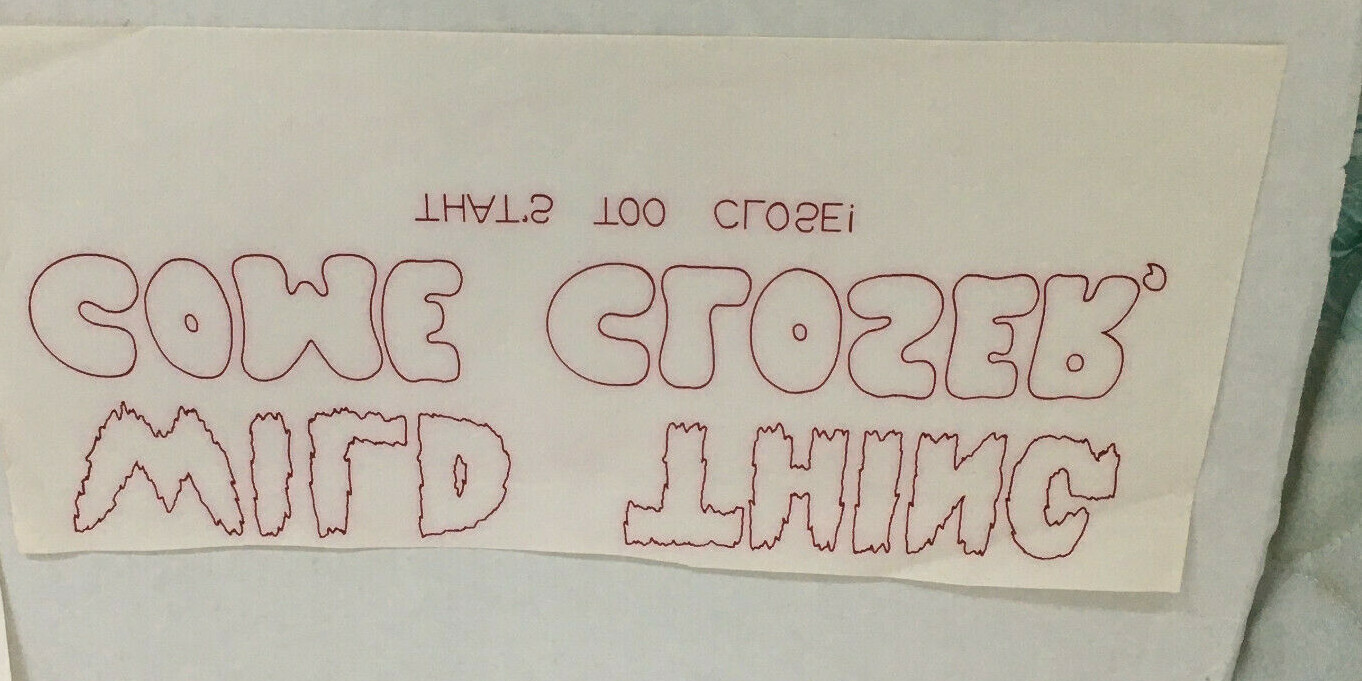 WILD THING
COME CLOSER,
THAT'S TOO CLOSE!